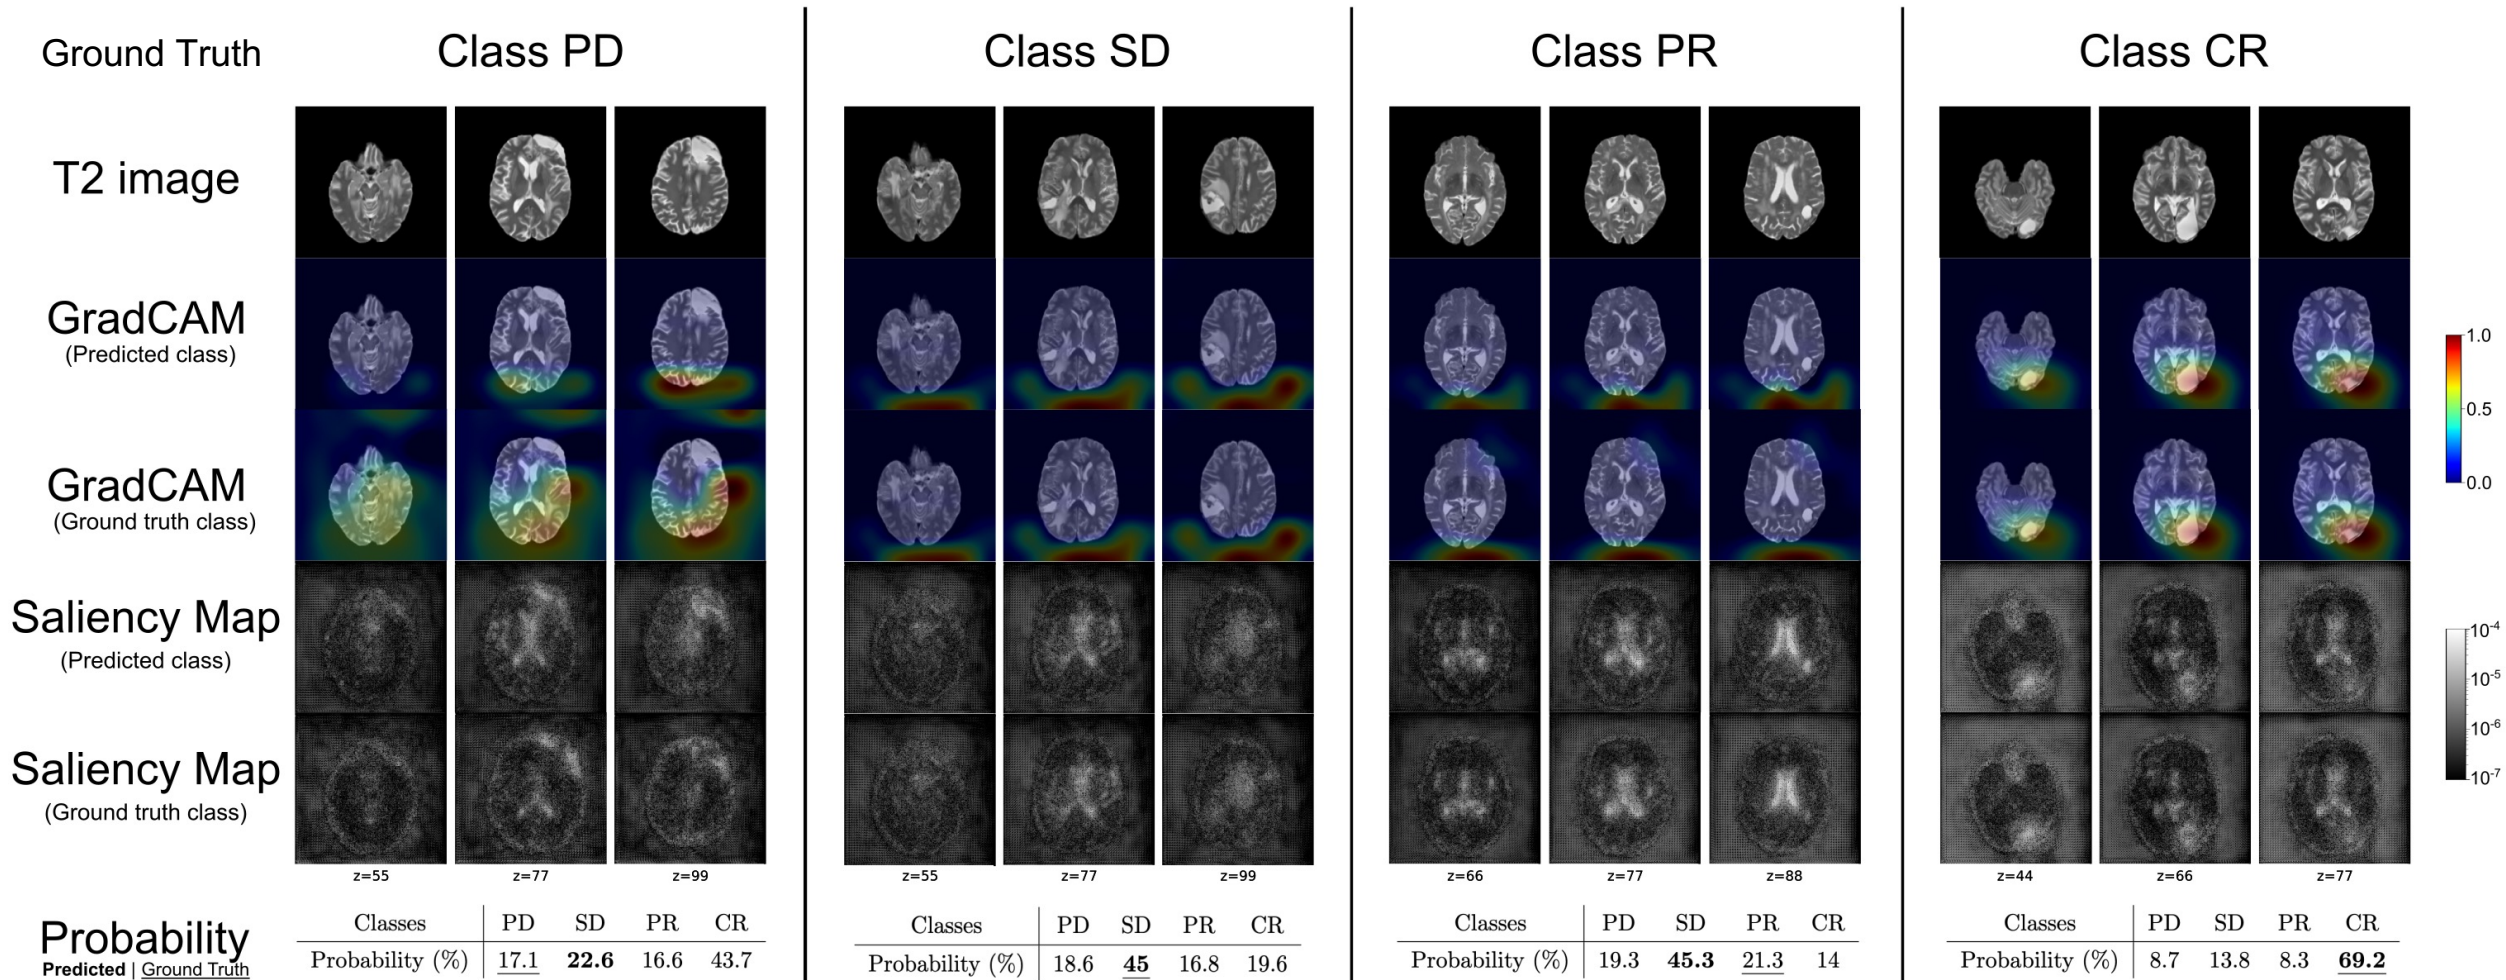 Ground Truth Class PD Class SD Class PR Class CR
T2 image
GradCAM
(Predicted class)
1.0
0.5
0.0
GradCAM
(Ground truth class)
Saliency Map
(Predicted class)
10-4
10-5
10-6
10-7
Saliency Map
(Ground truth class)
z=55 z=77 z=99 z=55 z=77 z=99 z=66 z=77 z=88 z=44 z=66 z=77
Probability
Predicted | Ground Truth
Classes PD SD PR CR
Probability (%) 17.1 22.6 16.6 43.7
Classes PD SD PR CR
Probability (%) 18.6 45 16.8 19.6
Classes PD SD PR CR
Probability (%) 19.3 45.3 21.3 14
Classes PD SD PR CR
Probability (%) 8.7 13.8 8.3 69.2